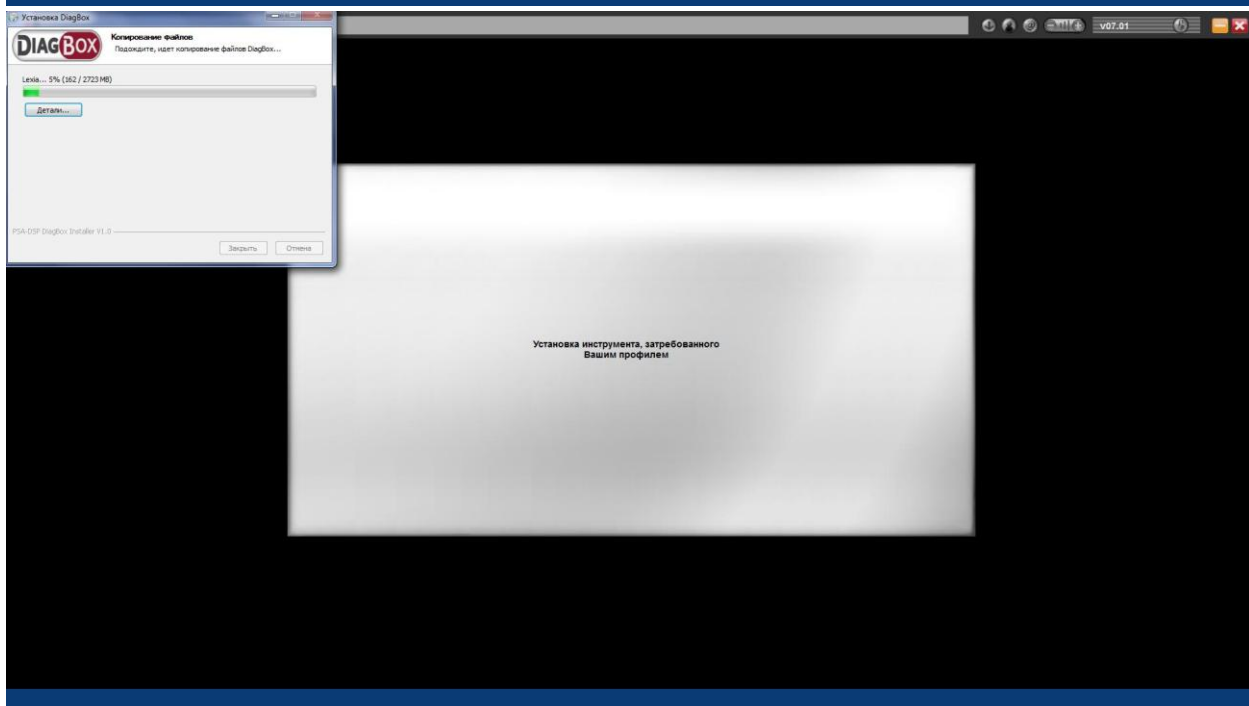 Установка DiagBox
v07.01
DIAGBOX
Копирование файлов
Подождите, идет копирование файлов DiagBox...
Lexia... 5% (162 / 2723 MB)
Детали...
PSA-DSP DiagBox Installer V1.0
Закрыть
Отмена
Установка инструмента, затребованного
Вашим профилем